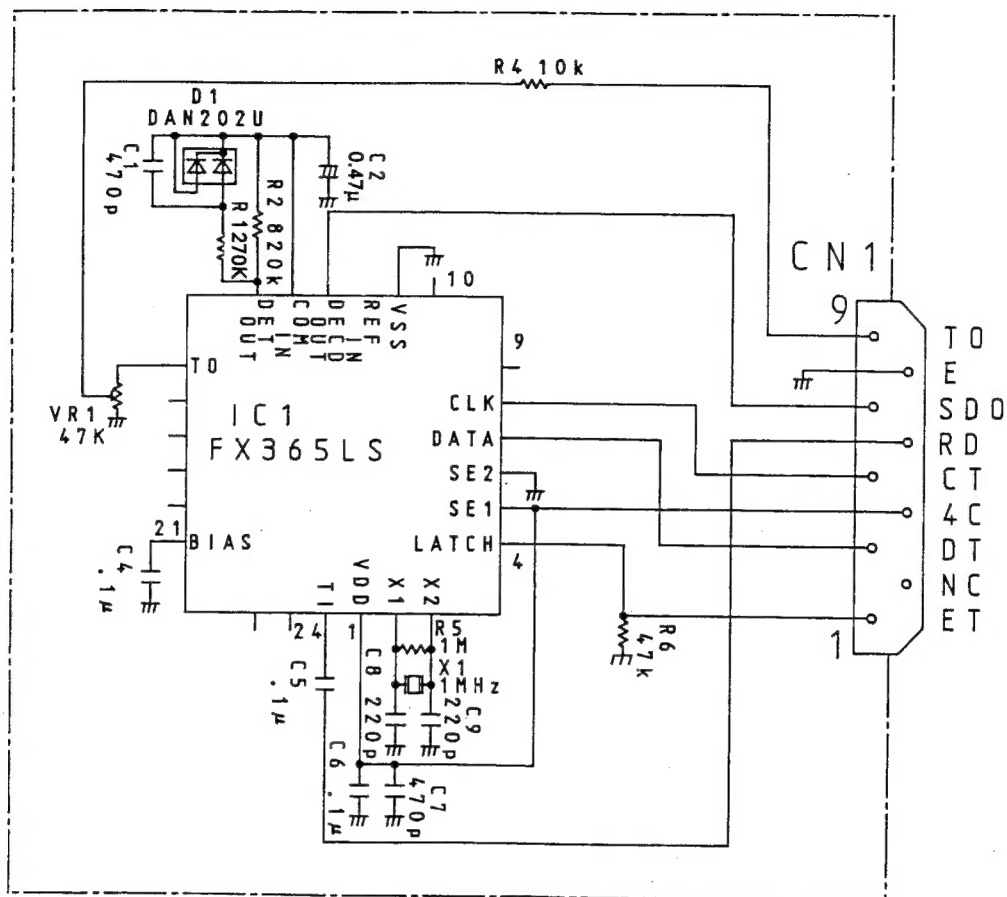 R4 10k
D1
DAN202U
C1
470p
R2 820k
R1270K
C2
0.47μ
CN1
10
9
DET OUT
COM IN
DECD OUT
REF IN
VSS
9
TO
TO
E
VR1
47K
IC1
FX365LS
CLK
DATA
SE2
SE1
LATCH
SDO
RD
CT
4C
DT
NC
ET
21
BIAS
4
1
C4
.1μ
TI
VDD
X1
X2
24
1
R5
1M
X1
1MHz
R6
47k
C5
.1μ
C8
220p
C9
220p
C6
.1μ
C7
470p